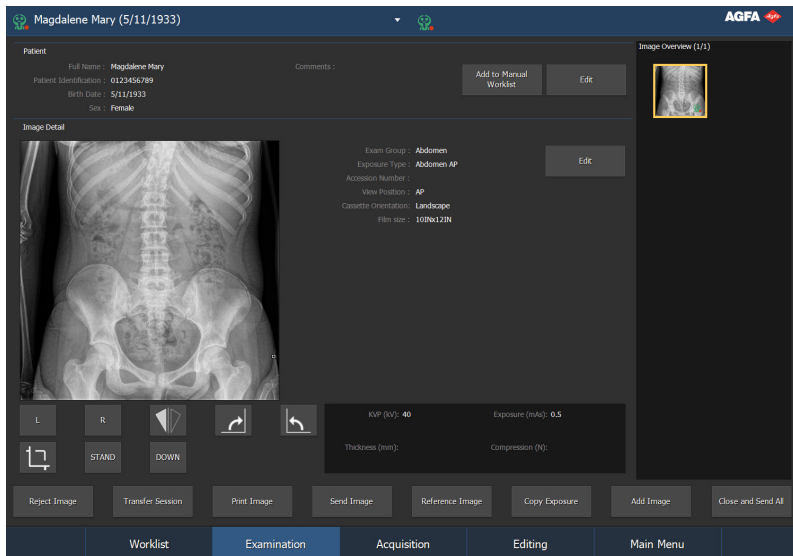 Magdalene Mary (5/11/1933)
AGFA
Patient
Full Name : Magdalene Mary
Patient Identification : 0123456789
Birth Date : 5/11/1933
Sex : Female
Comments :
Add to Manual
Worklist
Edit
Image Overview (1/1)
Image Detail
Exam Group : Abdomen
Exposure Type : Abdomen AP
Accession Number :
View Position : AP
Cassette Orientation: Landscape
Film size : 10INx12IN
Edit
L
R
STAND
DOWN
KVP (kV): 40
Exposure (mAs): 0.5
Thickness (mm):
Compression (N):
Reject Image
Transfer Session
Print Image
Send Image
Reference Image
Copy Exposure
Add Image
Close and Send All
Worklist
Examination
Acquisition
Editing
Main Menu